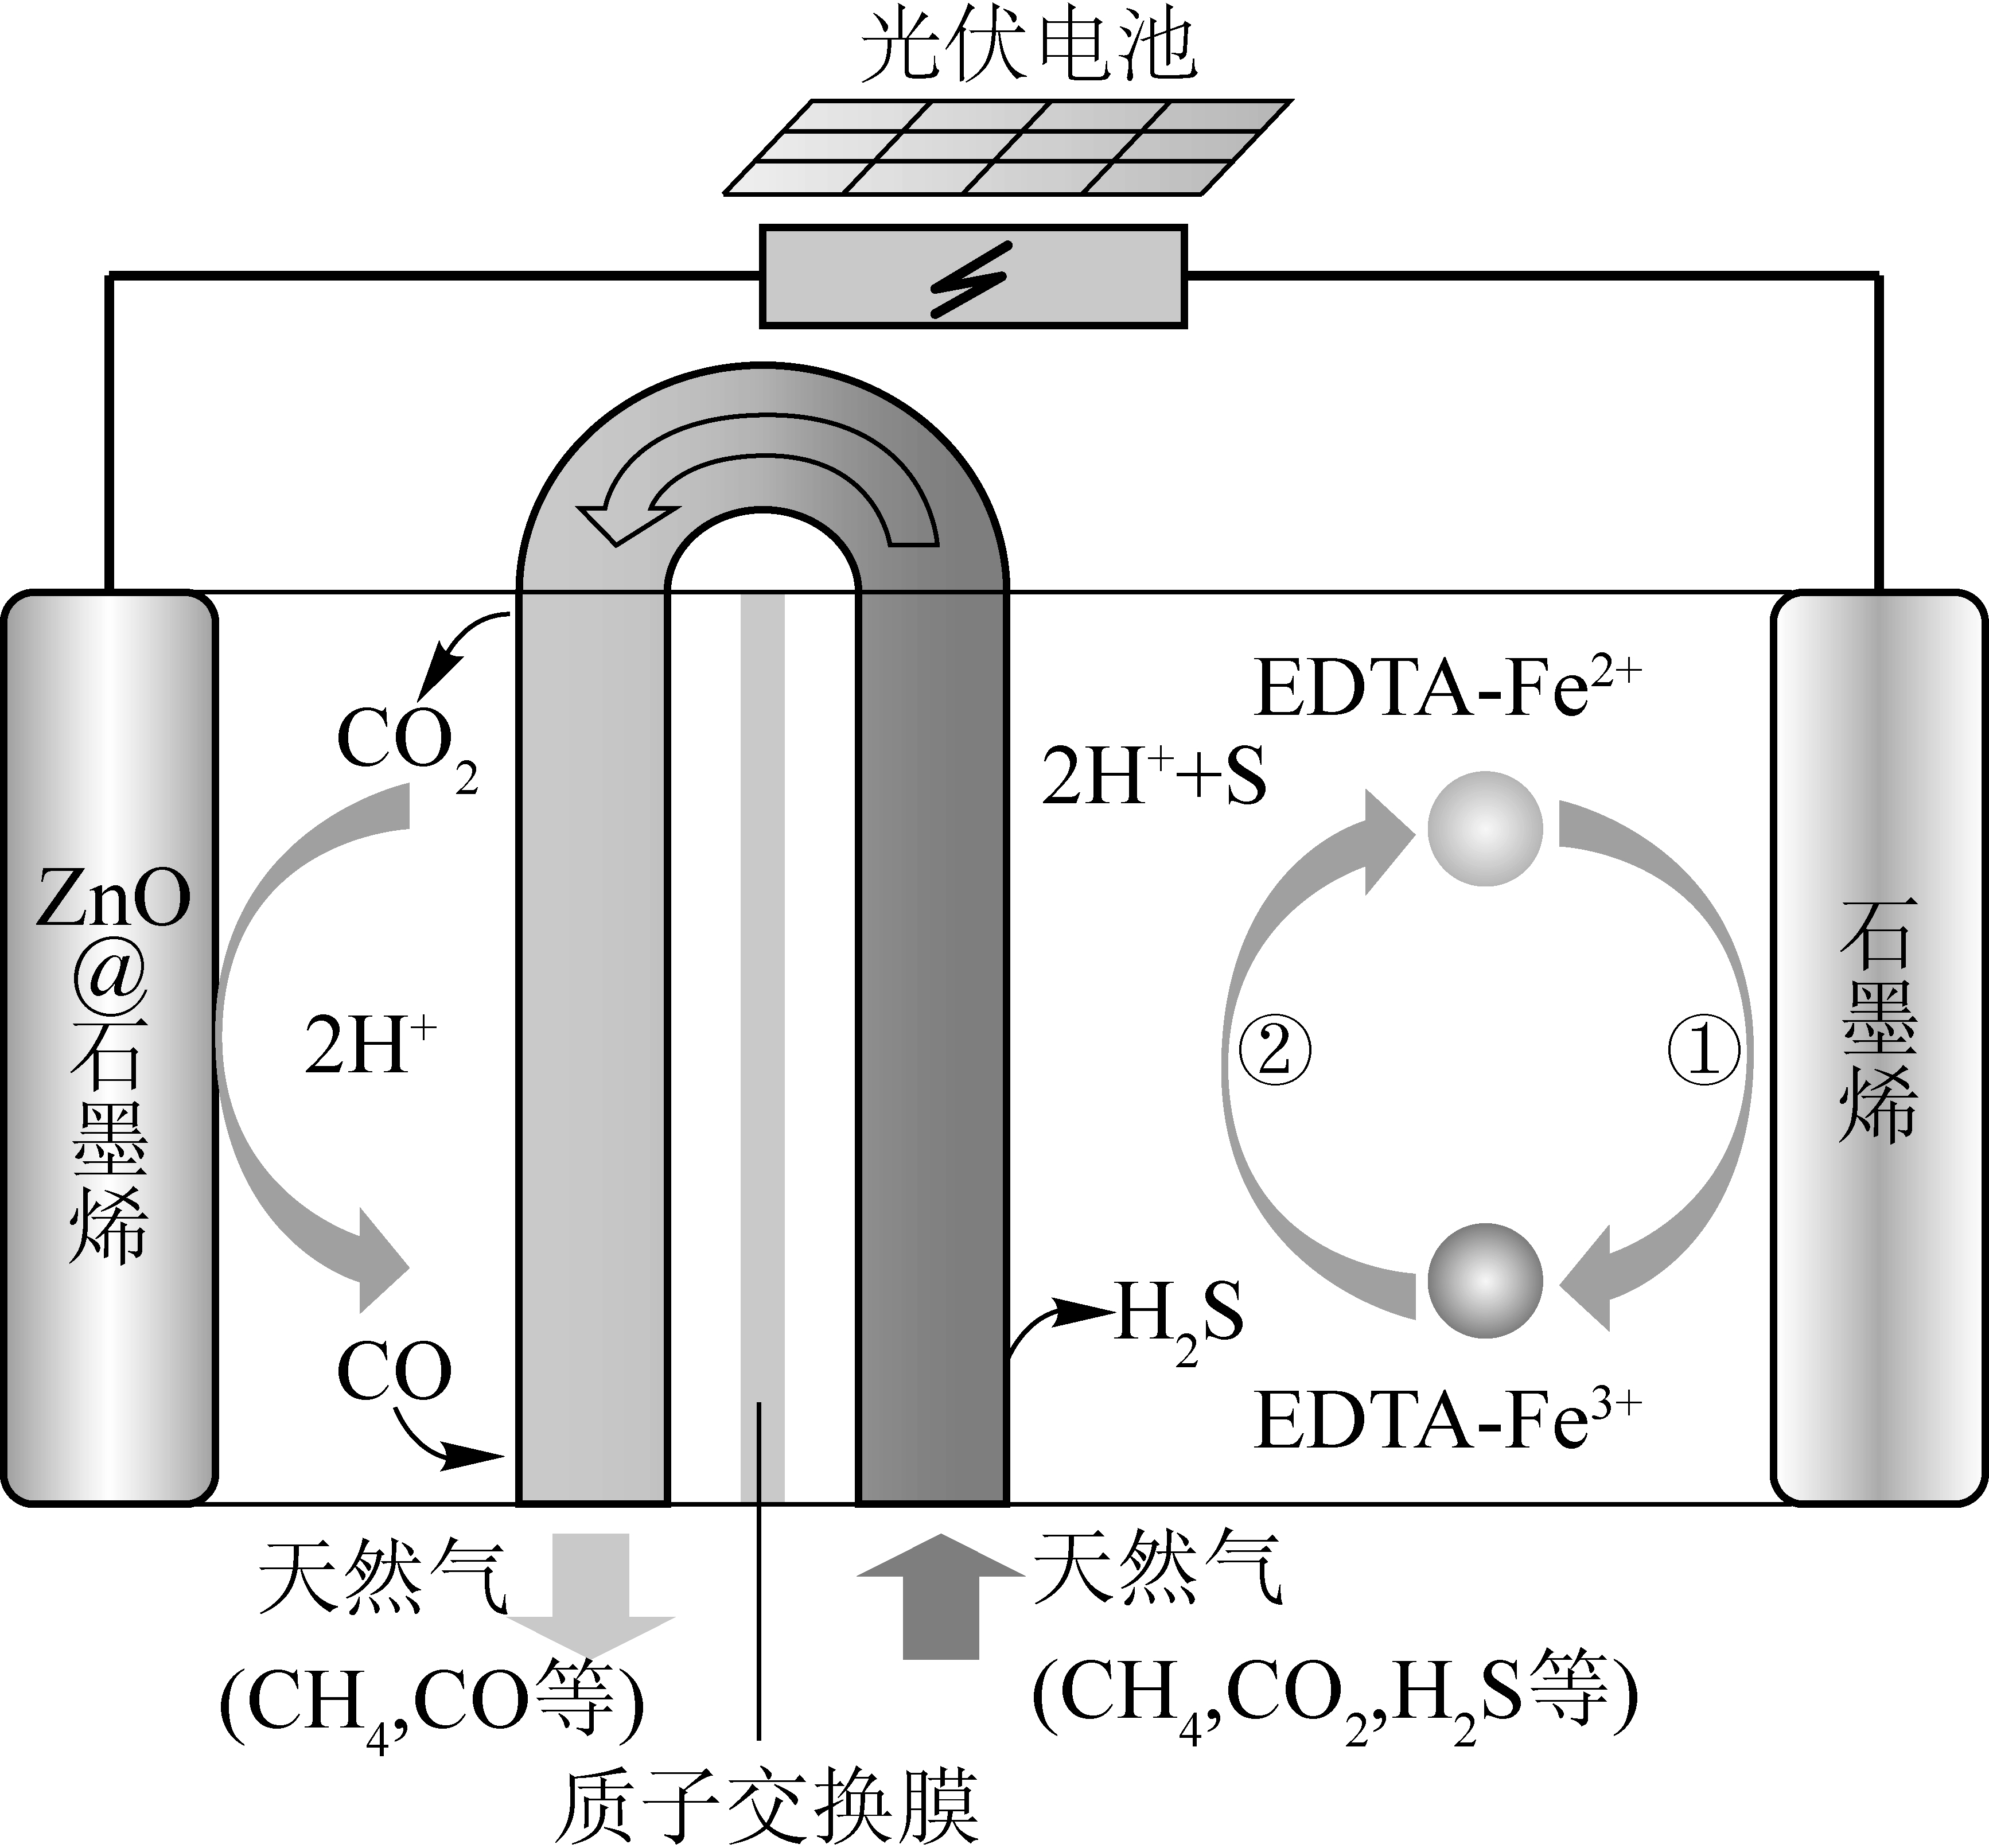 光伏电池
CO₂
EDTA-Fe²⁺
2H⁺+S
ZnO
@
石墨烯
2H⁺
②
①
石墨烯
CO
H₂S
EDTA-Fe³⁺
天然气
(CH₄,CO等)
天然气
(CH₄,CO₂,H₂S等)
质子交换膜